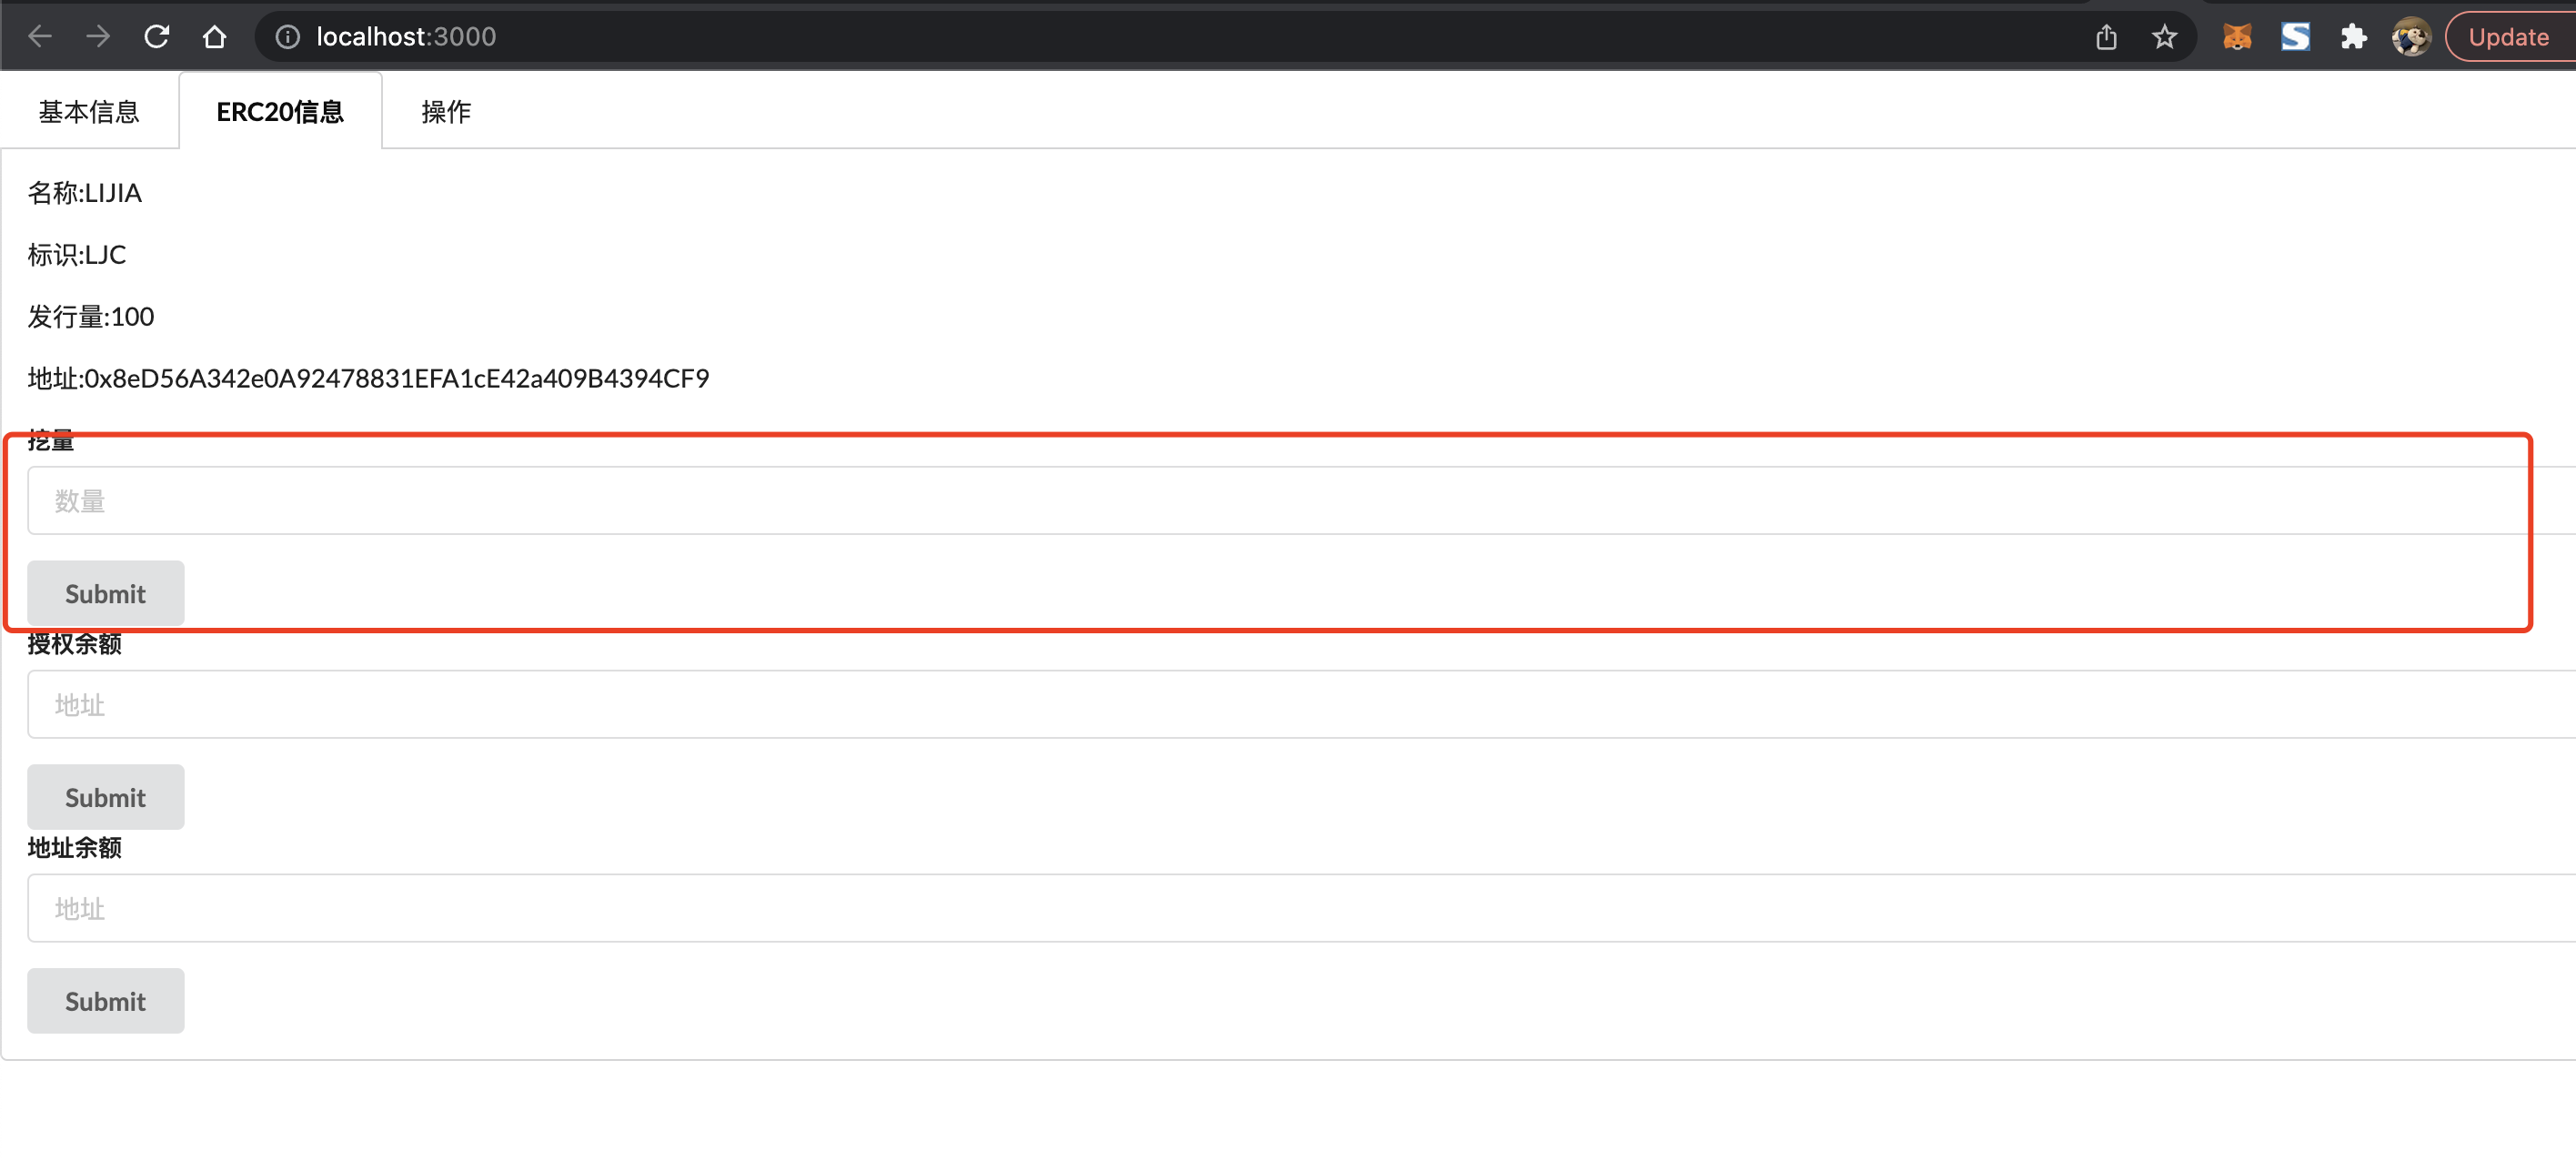 localhost:3000
Update
基本信息 ERC20信息 操作
名称:LIJIA
标识:LJC
发行量:100
地址:0x8eD56A342e0A92478831EFA1cE42a409B4394CF9
挖量
数量
Submit
授权余额
地址
Submit
地址余额
地址
Submit